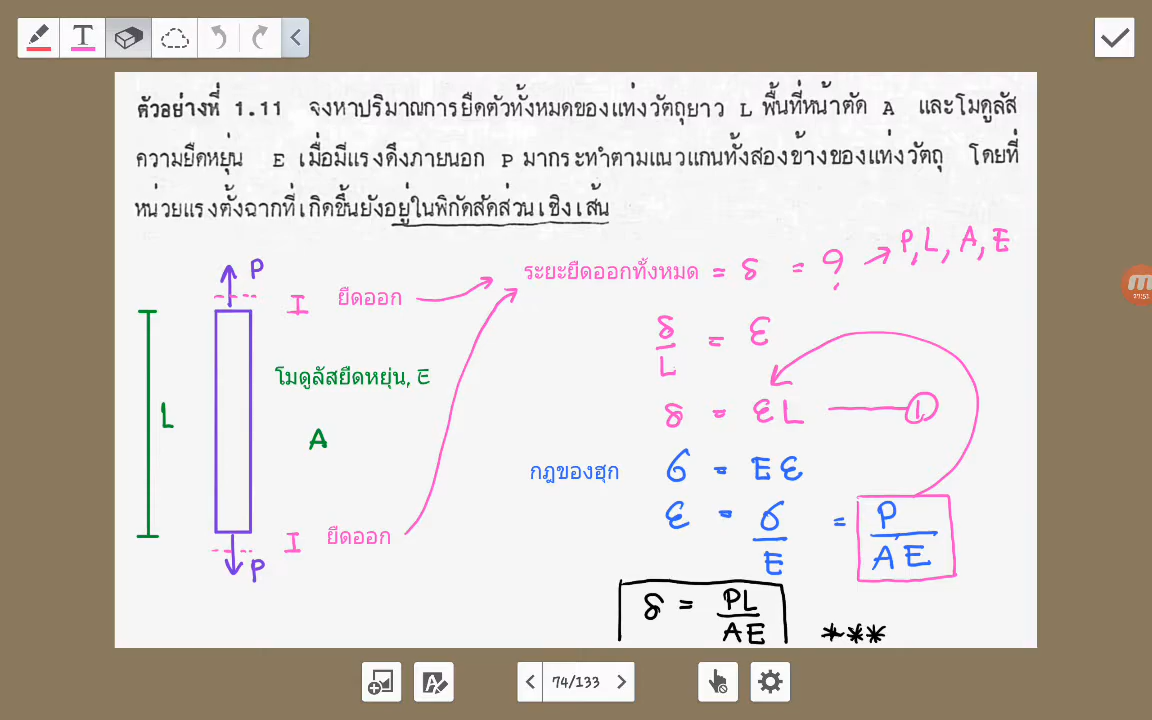 ตัวอย่างที่ 1.11 จงหาปริมาณการยืดตัวทั้งหมดของแท่งวัตถุยาว L พื้นที่หน้าตัด A และโมดูลัส
ความยืดหยุ่น E เมื่อมีแรงดึงภายนอก P มากระทำตามแนวแกนทั้งสองข้างของแท่งวัตถุ โดยที่
หน่วยแรงตั้งฉากที่เกิดขึ้นยังอยู่ในพิกัดสัดส่วนเชิงเส้น
P
ยืดออก
ระยะยืดออกทั้งหมด = δ = ? → P, L, A, E
δ/L = ε
โมดูลัสยืดหยุ่น, E
L
A
δ = εL — 1
กฎของฮุก σ = Eε
ε = σ/E = P/AE
ยืดออก
P
δ = PL/AE ***
74/133
T
17:53